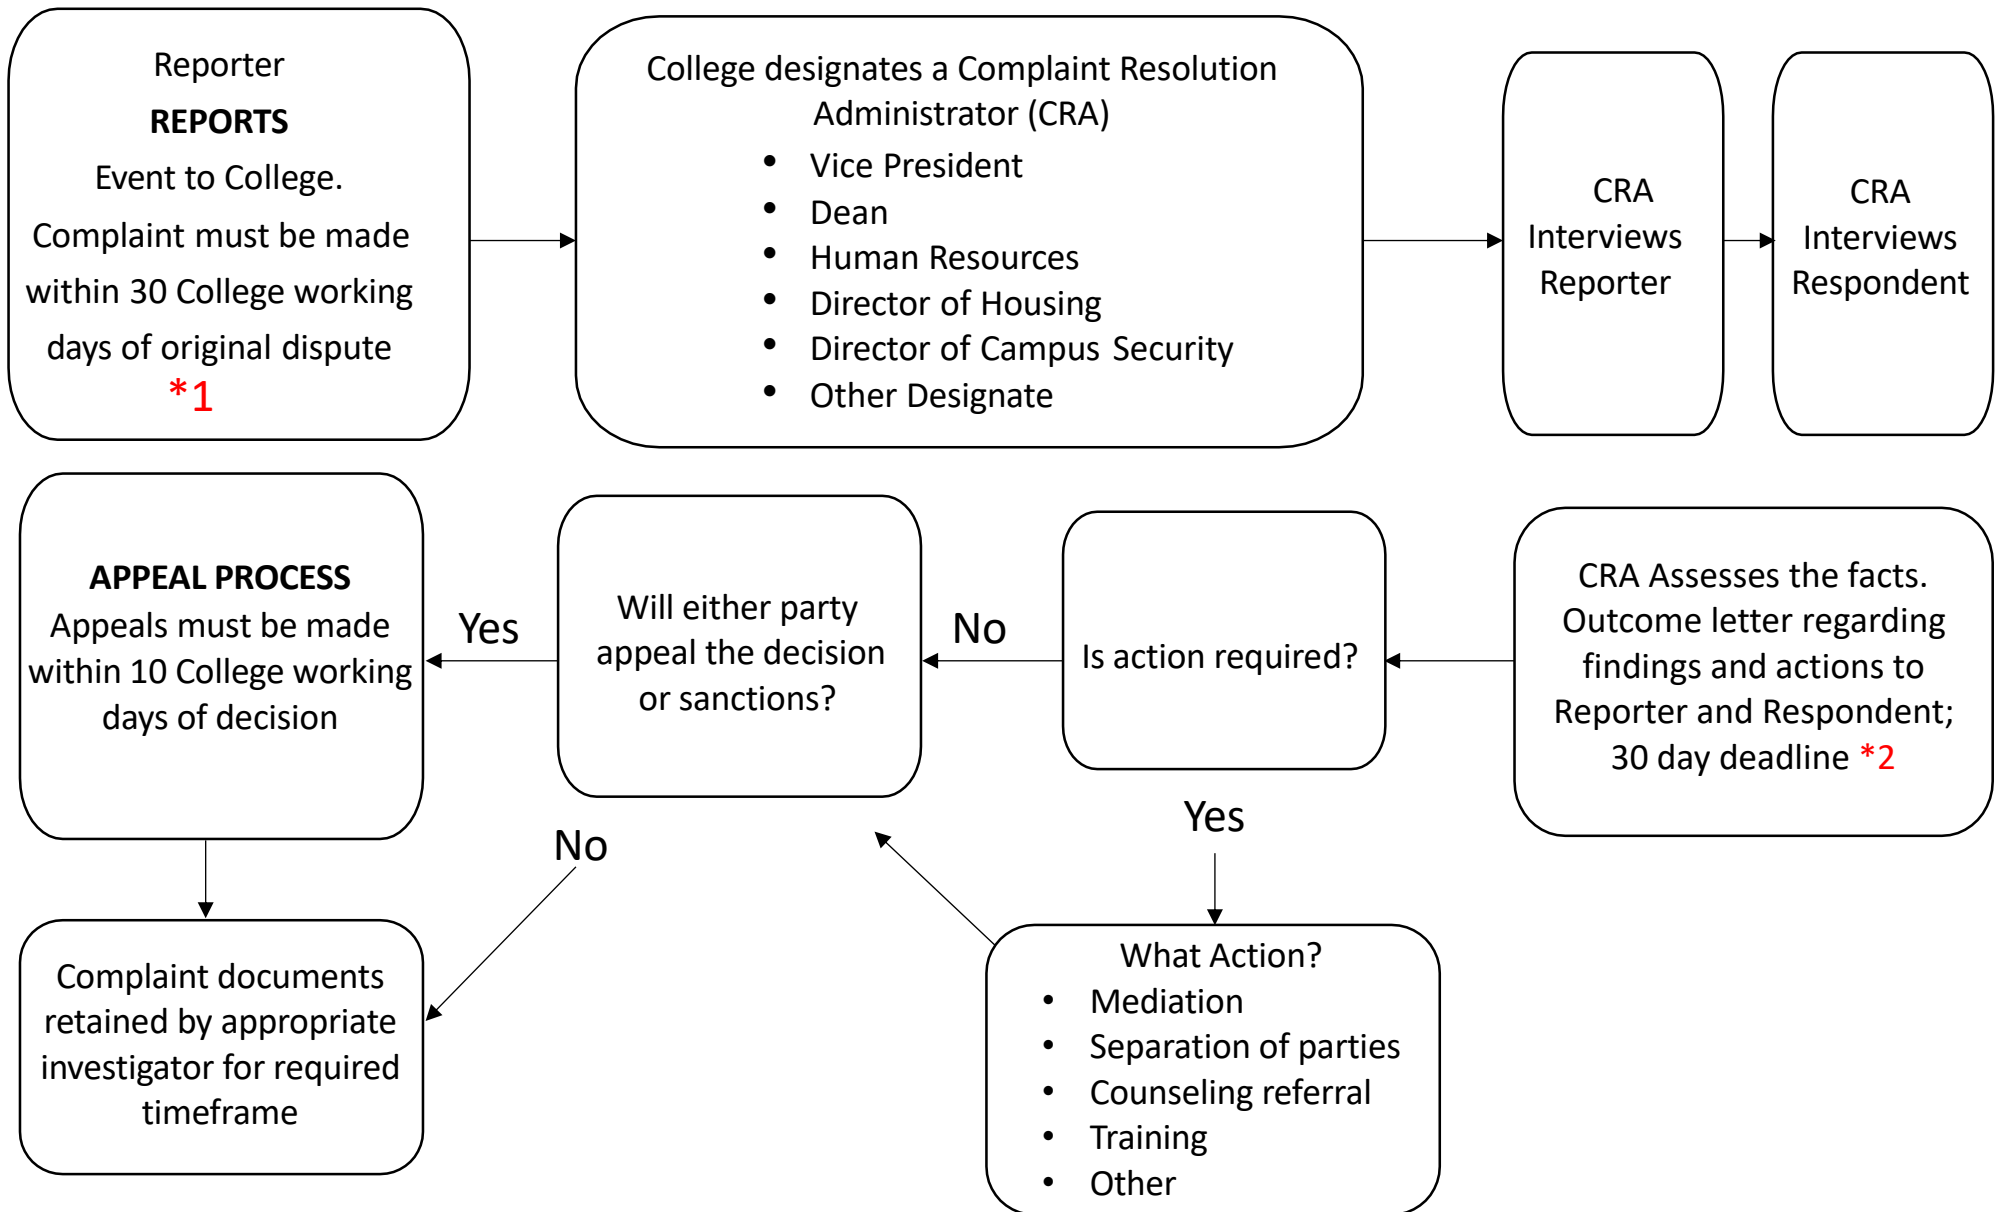 Reporter
REPORTS
Event to College.
Complaint must be made
within 30 College working
days of original dispute
*1
College designates a Complaint Resolution
Administrator (CRA)
• Vice President
• Dean
• Human Resources
• Director of Housing
• Director of Campus Security
• Other Designate
CRA
Interviews
Reporter
CRA
Interviews
Respondent
CRA Assesses the facts.
Outcome letter regarding
findings and actions to
Reporter and Respondent;
30 day deadline *2
Is action required?
No
Yes
What Action?
• Mediation
• Separation of parties
• Counseling referral
• Training
• Other
Will either party
appeal the decision
or sanctions?
Yes
No
APPEAL PROCESS
Appeals must be made
within 10 College working
days of decision
Complaint documents
retained by appropriate
investigator for required
timeframe